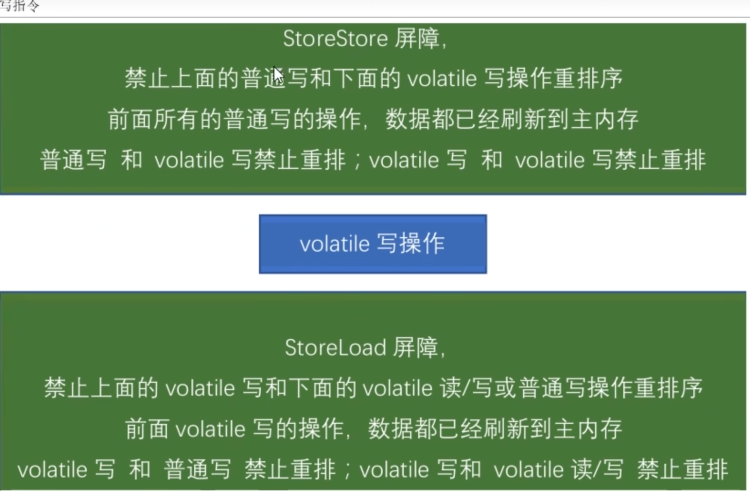 写指令
StoreStore 屏障，
禁止上面的普通写和下面的 volatile 写操作重排序
前面所有的普通写的操作，数据都已经刷新到主内存
普通写 和 volatile 写禁止重排；volatile 写 和 volatile 写禁止重排
volatile 写操作
StoreLoad 屏障，
禁止上面的 volatile 写和下面的 volatile 读/写或普通写操作重排序
前面 volatile 写的操作，数据都已经刷新到主内存
volatile 写 和 普通写 禁止重排；volatile 写和 volatile 读/写 禁止重排